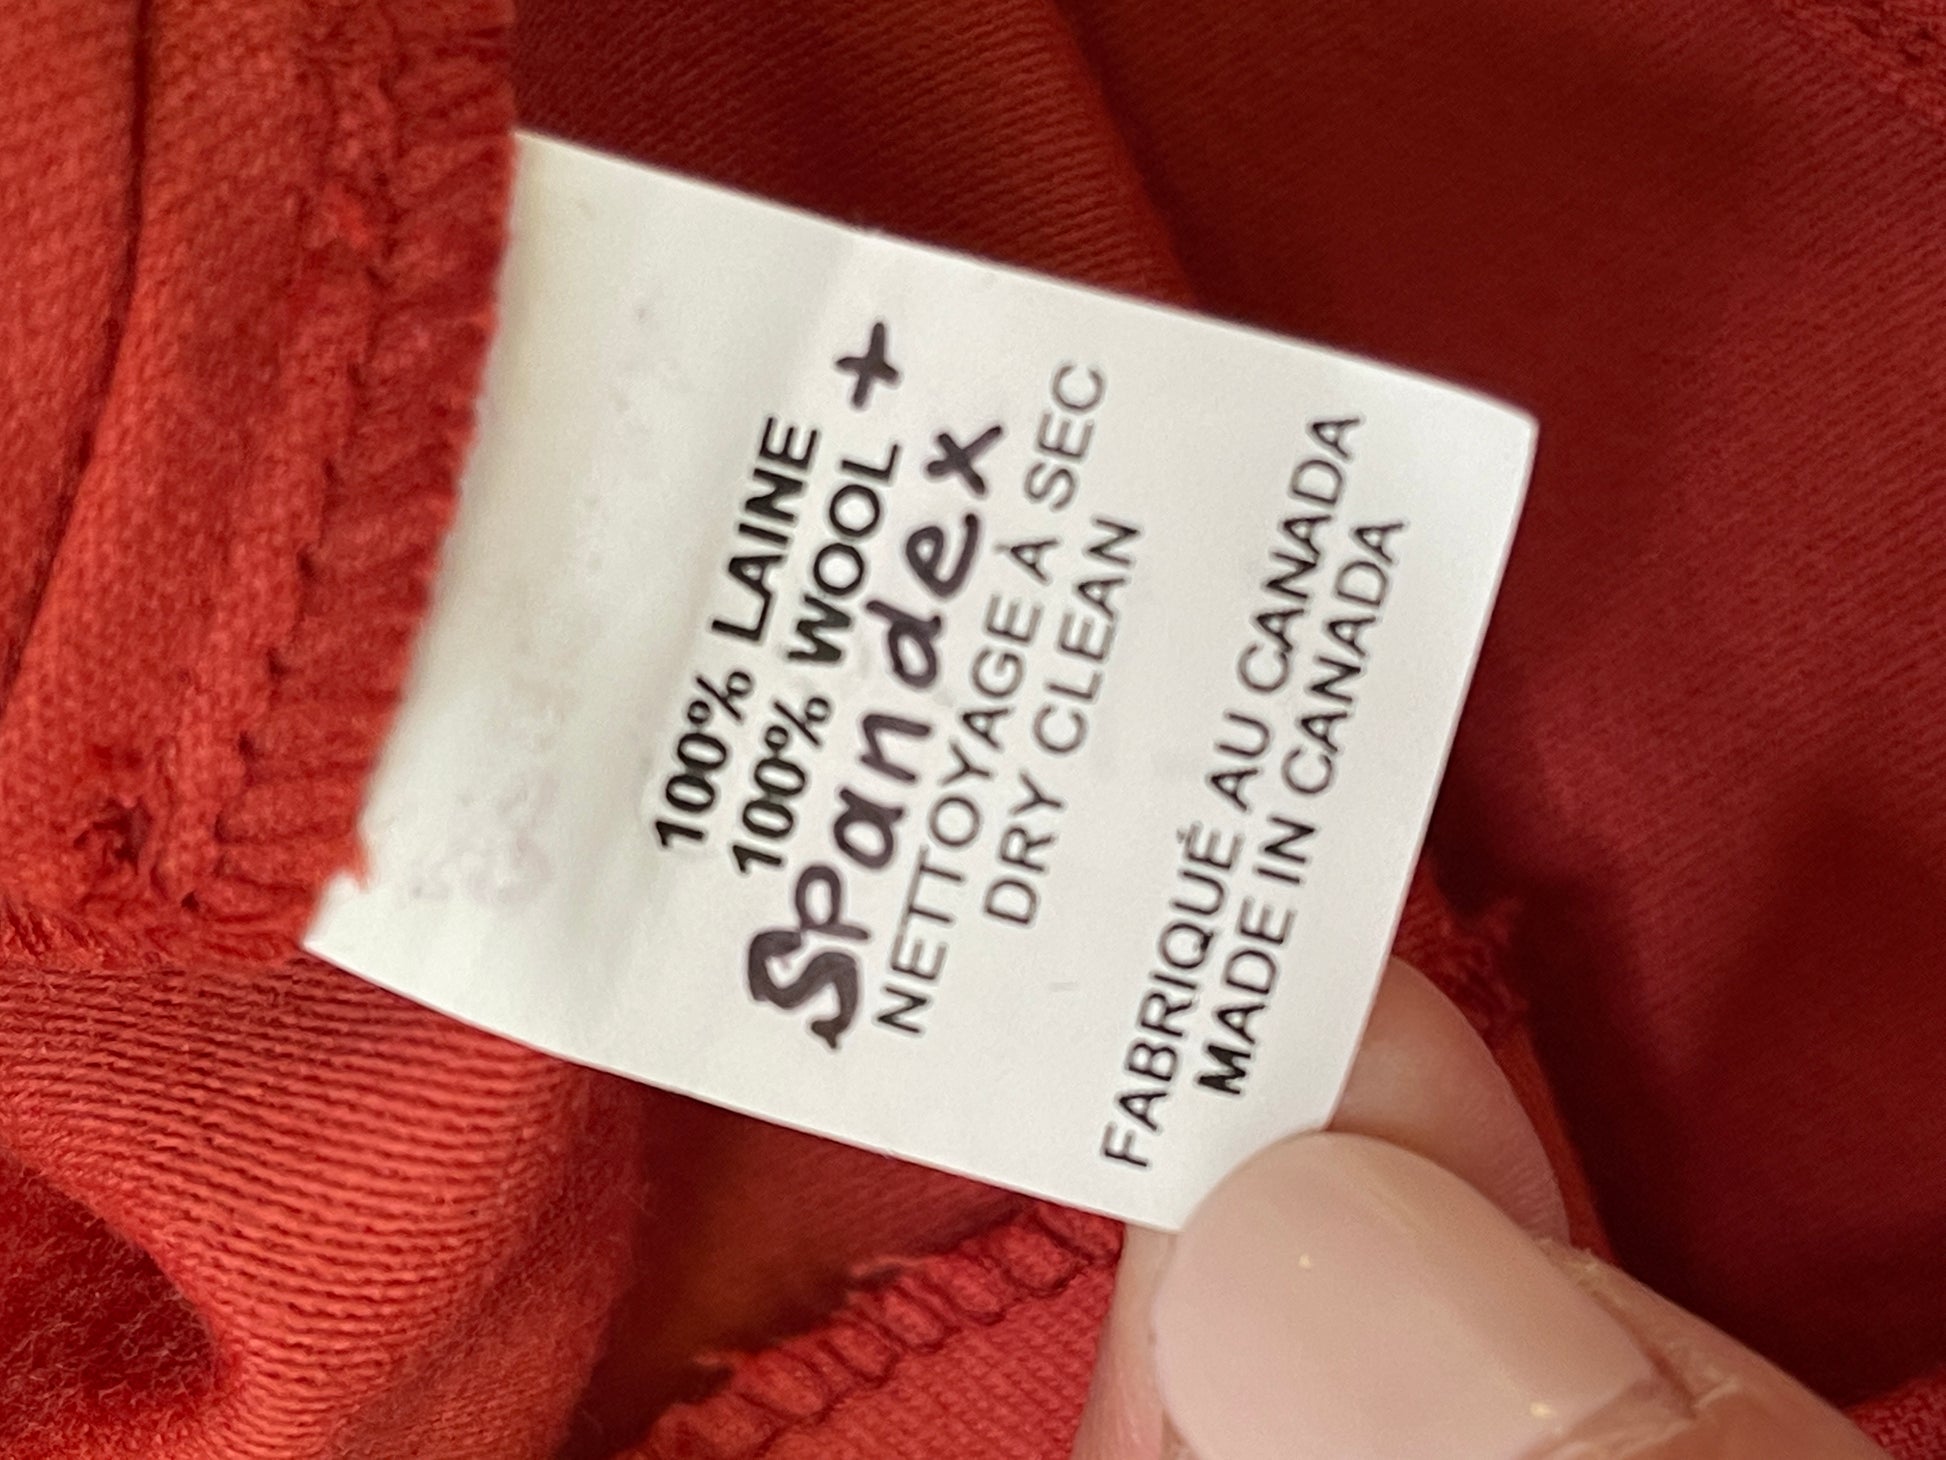 100% LAINE
100% WOOL +
Spandex
NETTOYAGE À SEC
DRY CLEAN
FABRIQUÉ AU CANADA
MADE IN CANADA